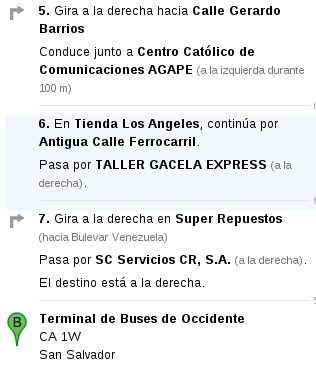 5. Gira a la derecha hacia Calle Gerardo
Barrios
Conduce junto a Centro Católico de
Comunicaciones AGAPE (a la izquierda durante
100 m)
6. En Tienda Los Angeles, continúa por
Antigua Calle Ferrocarril.
Pasa por TALLER GACELA EXPRESS (a la
derecha).
7. Gira a la derecha en Super Repuestos
(hacia Bulevar Venezuela)
Pasa por SC Servicios CR, S.A. (a la derecha).
El destino está a la derecha.
B
Terminal de Buses de Occidente
CA 1W
San Salvador